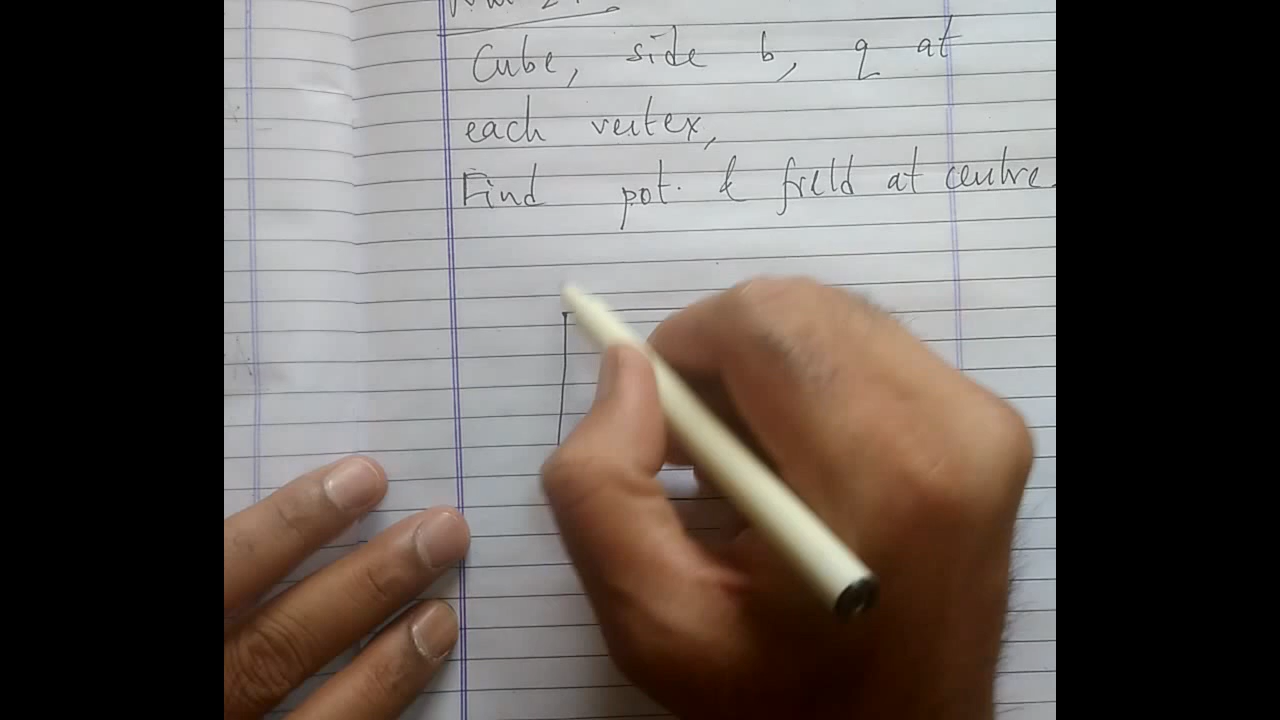 Cube, side b, q at
each vertex,
Find pot. & field at centre.